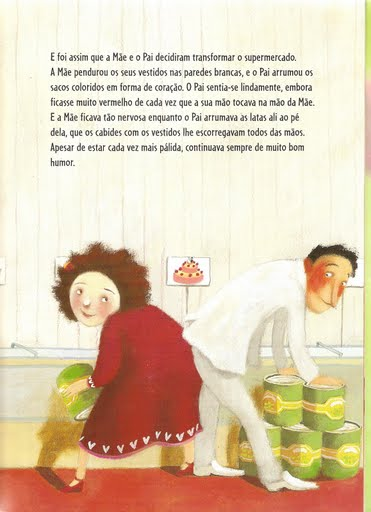 E foi assim que a Mãe e o Pai decidiram transformar o supermercado.
A Mãe pendurou os seus vestidos nas paredes brancas, e o Pai arrumou os
sacos coloridos em forma de coração. O Pai sentia-se lindamente, embora
ficasse muito vermelho de cada vez que a sua mão tocava na mão da Mãe.
E a Mãe ficava tão nervosa enquanto o Pai arrumava as latas ali ao pé
dela, que os cabides com os vestidos lhe escorregavam todos das mãos.
Apesar de estar cada vez mais pálida, continuava sempre de muito bom
humor.